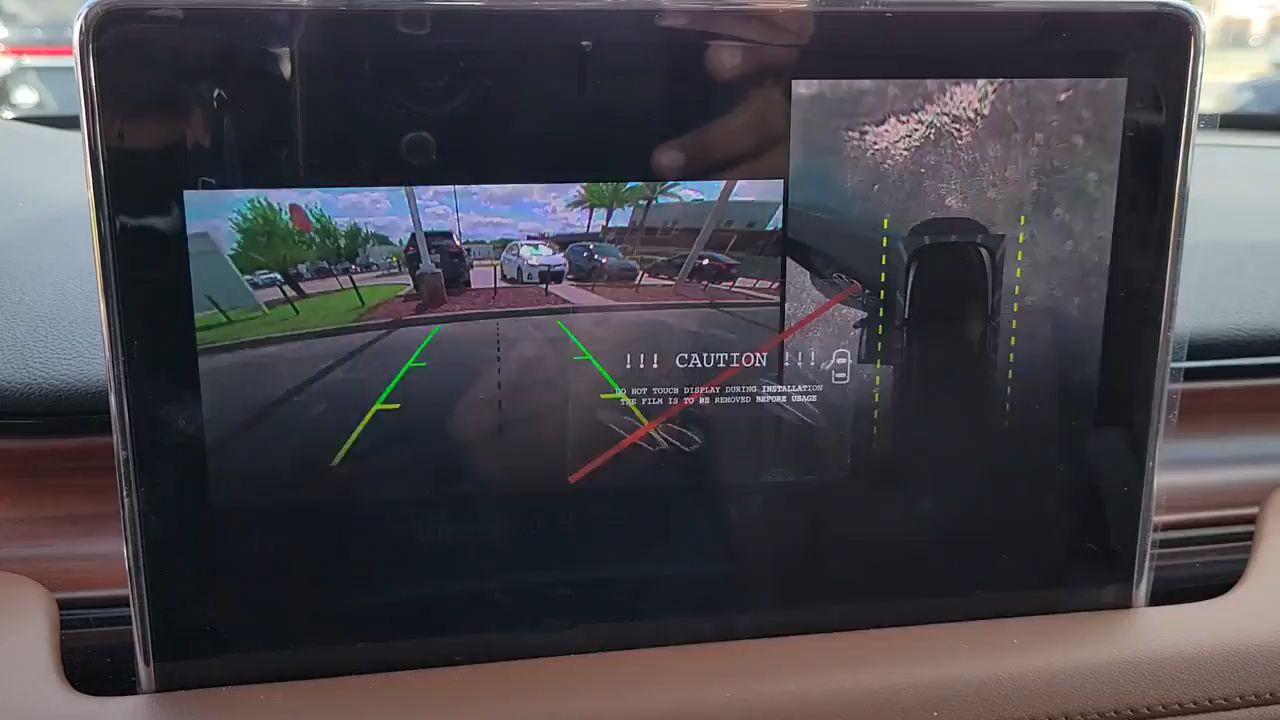 !!! CAUTION !!!
DO NOT TOUCH DISPLAY DURING INSTALLATION
THE FILM IS TO BE REMOVED BEFORE USAGE